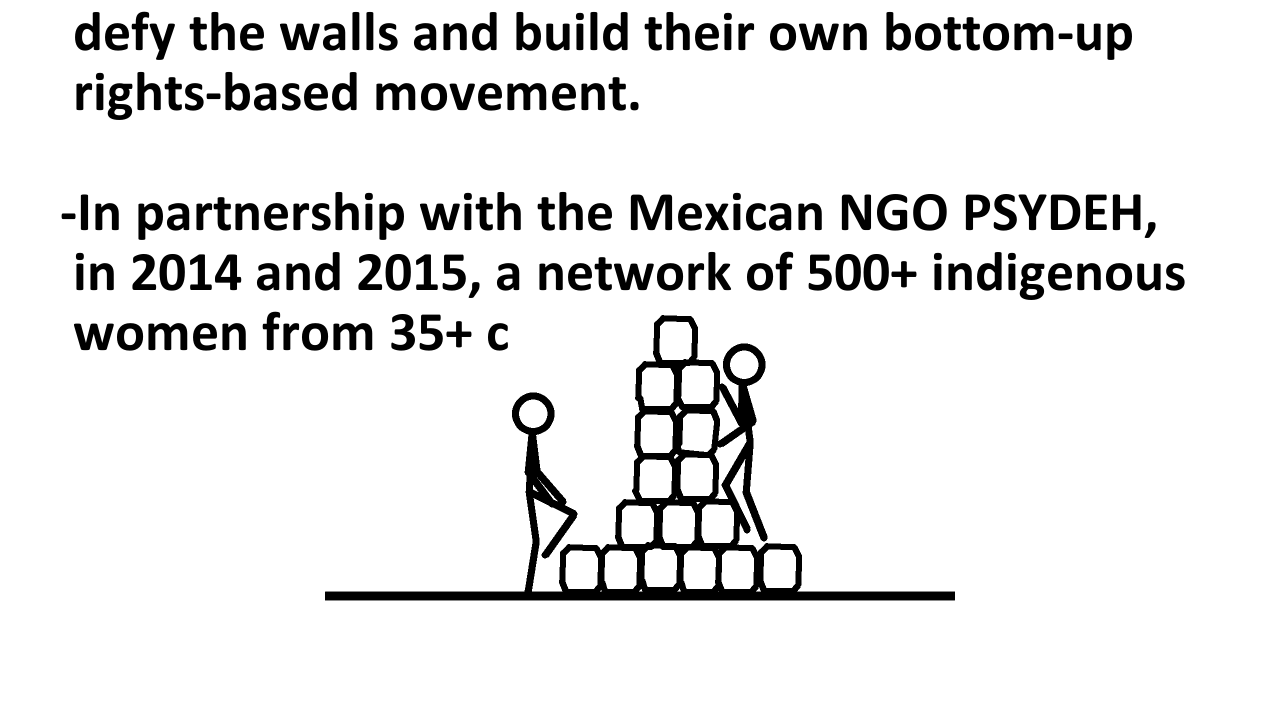 defy the walls and build their own bottom-up
rights-based movement.
-In partnership with the Mexican NGO PSYDEH,
in 2014 and 2015, a network of 500+ indigenous
women from 35+ c